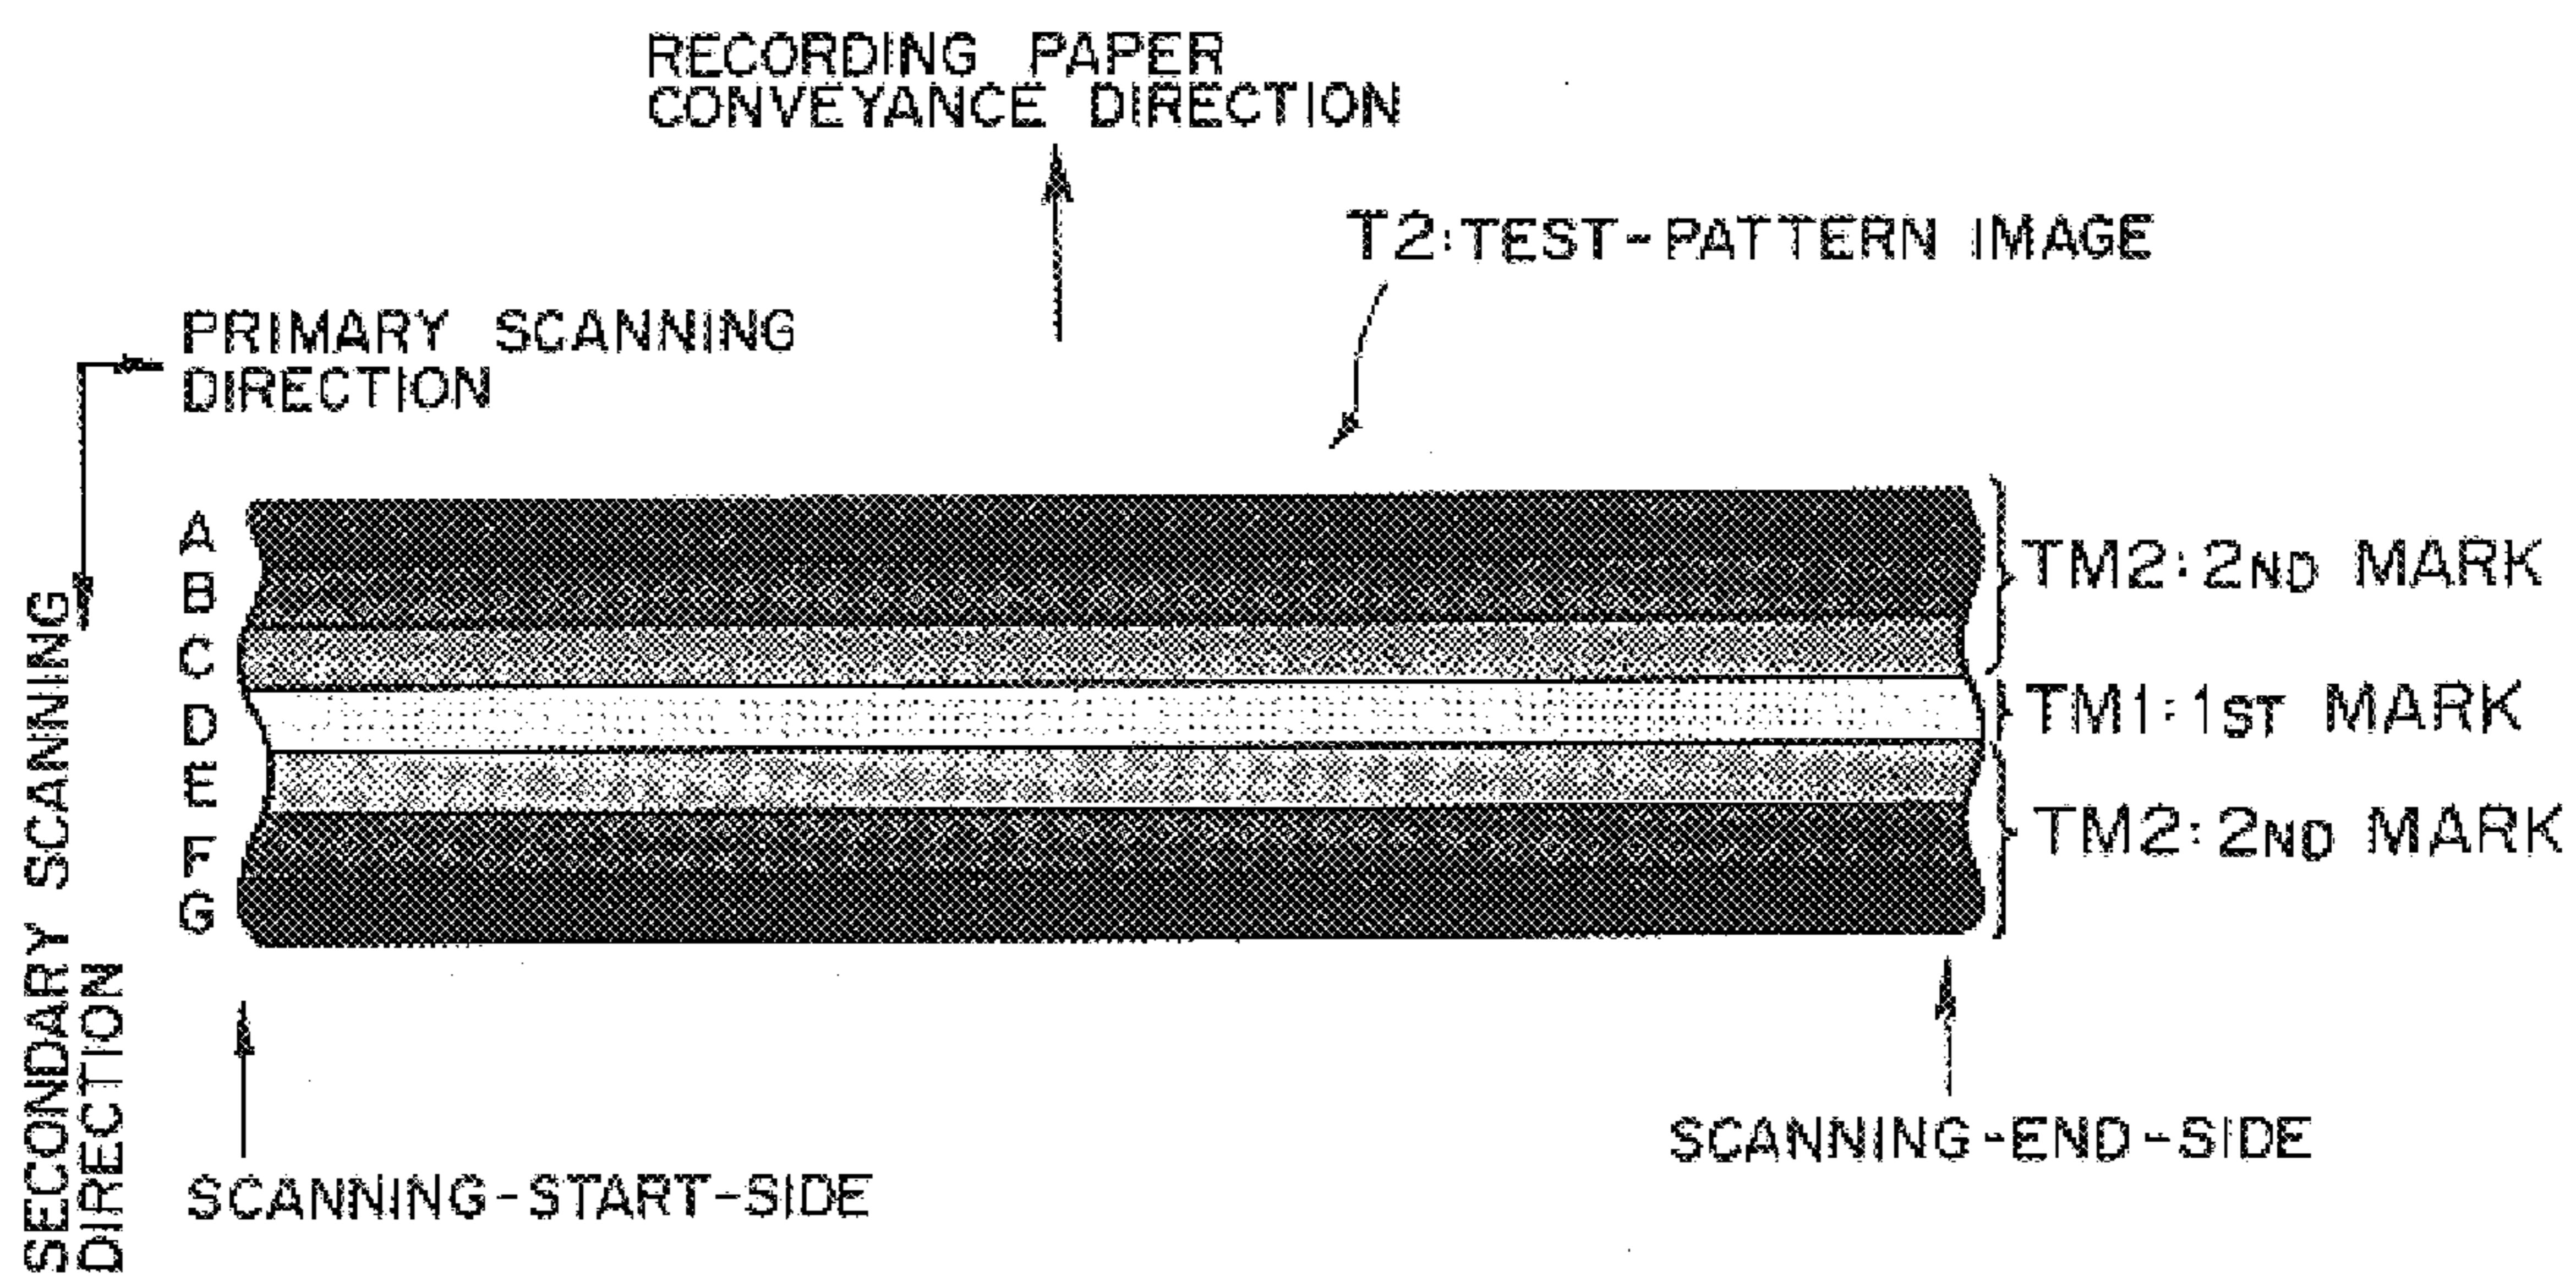 RECORDING PAPER
CONVEYANCE DIRECTION
T2:TEST-PATTERN IMAGE
PRIMARY SCANNING
DIRECTION
SECONDARY SCANNING
DIRECTION
A
B
C
D
E
F
G
TM2:2ND MARK
TM1:1ST MARK
TM2:2ND MARK
SCANNING-START-SIDE
SCANNING-END-SIDE